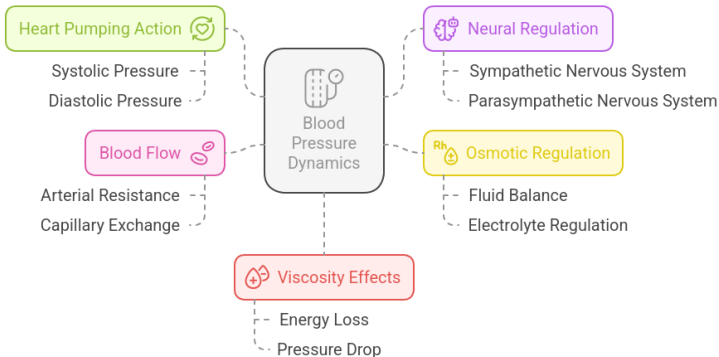 Heart Pumping Action
Systolic Pressure
Diastolic Pressure
Blood Flow
Arterial Resistance
Capillary Exchange
Blood
Pressure
Dynamics
Neural Regulation
Sympathetic Nervous System
Parasympathetic Nervous System
Rh
Osmotic Regulation
Fluid Balance
Electrolyte Regulation
Viscosity Effects
Energy Loss
Pressure Drop